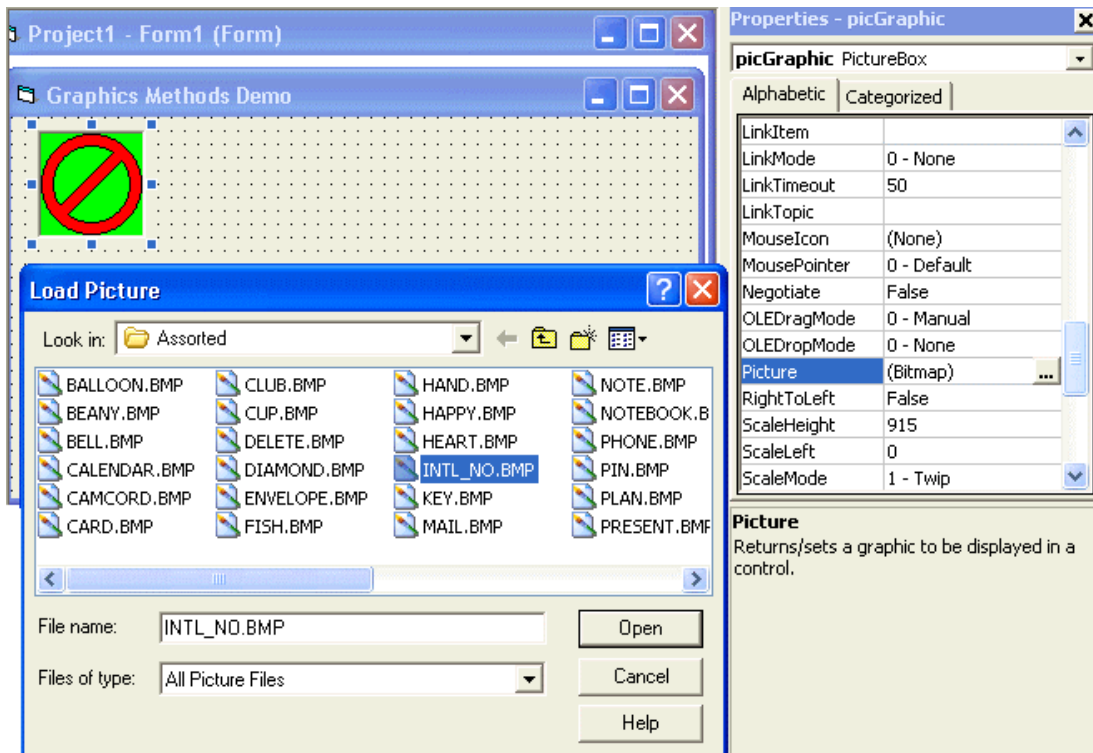 Project1 - Form1 (Form)
Graphics Methods Demo
Load Picture
Look in: Assorted
BALLOON.BMP CLUB.BMP HAND.BMP NOTE.BMP
BEANY.BMP CUP.BMP HAPPY.BMP NOTEBOOK.B
BELL.BMP DELETE.BMP HEART.BMP PHONE.BMP
CALENDAR.BMP DIAMOND.BMP INTL_NO.BMP PIN.BMP
CAMCORD.BMP ENVELOPE.BMP KEY.BMP PLAN.BMP
CARD.BMP FISH.BMP MAIL.BMP PRESENT.BMP
File name: INTL_NO.BMP Open
Files of type: All Picture Files Cancel
Help
Properties - picGraphic
picGraphic PictureBox
Alphabetic Categorized
LinkItem
LinkMode 0 - None
LinkTimeout 50
LinkTopic
MouseIcon (None)
MousePointer 0 - Default
Negotiate False
OLEDragMode 0 - Manual
OLEDropMode 0 - None
Picture (Bitmap) ...
RightToLeft False
ScaleHeight 915
ScaleLeft 0
ScaleMode 1 - Twip
Picture
Returns/sets a graphic to be displayed in a
control.